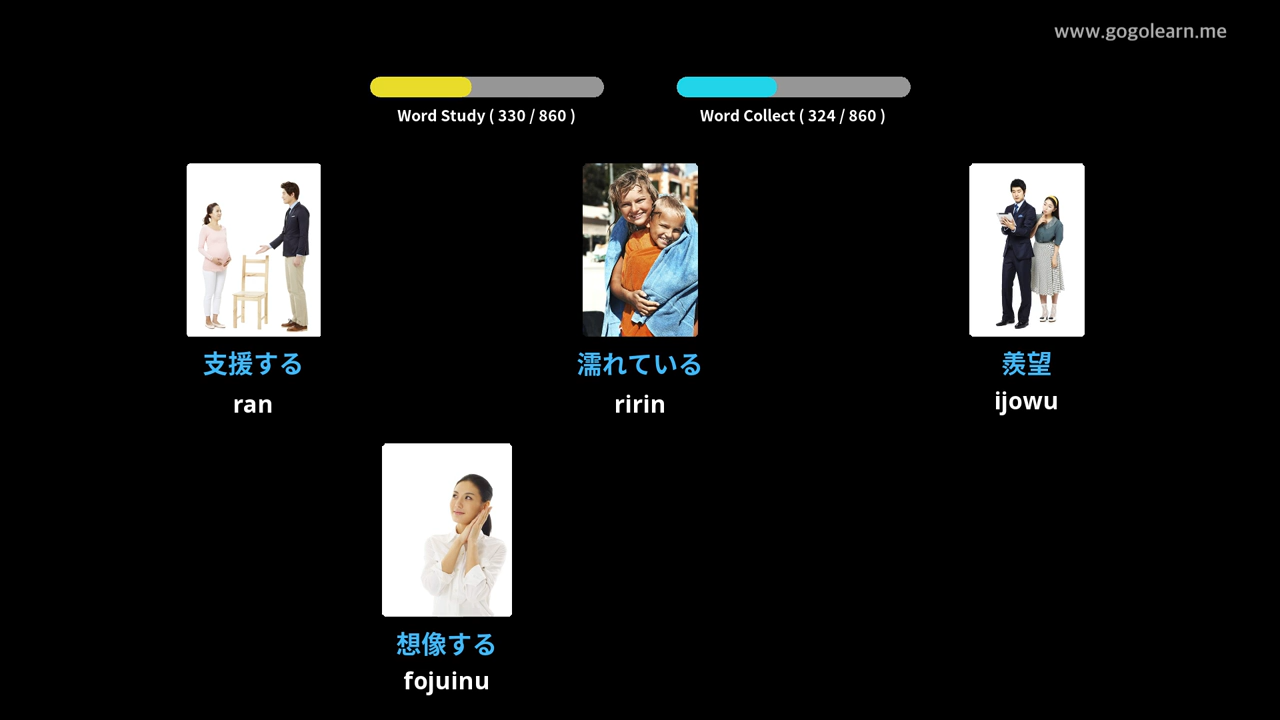 www.gogolearn.me
Word Study ( 330 / 860 )
Word Collect ( 324 / 860 )
支援する
ran
濡れている
ririn
羨望
ijowu
想像する
fojuinu